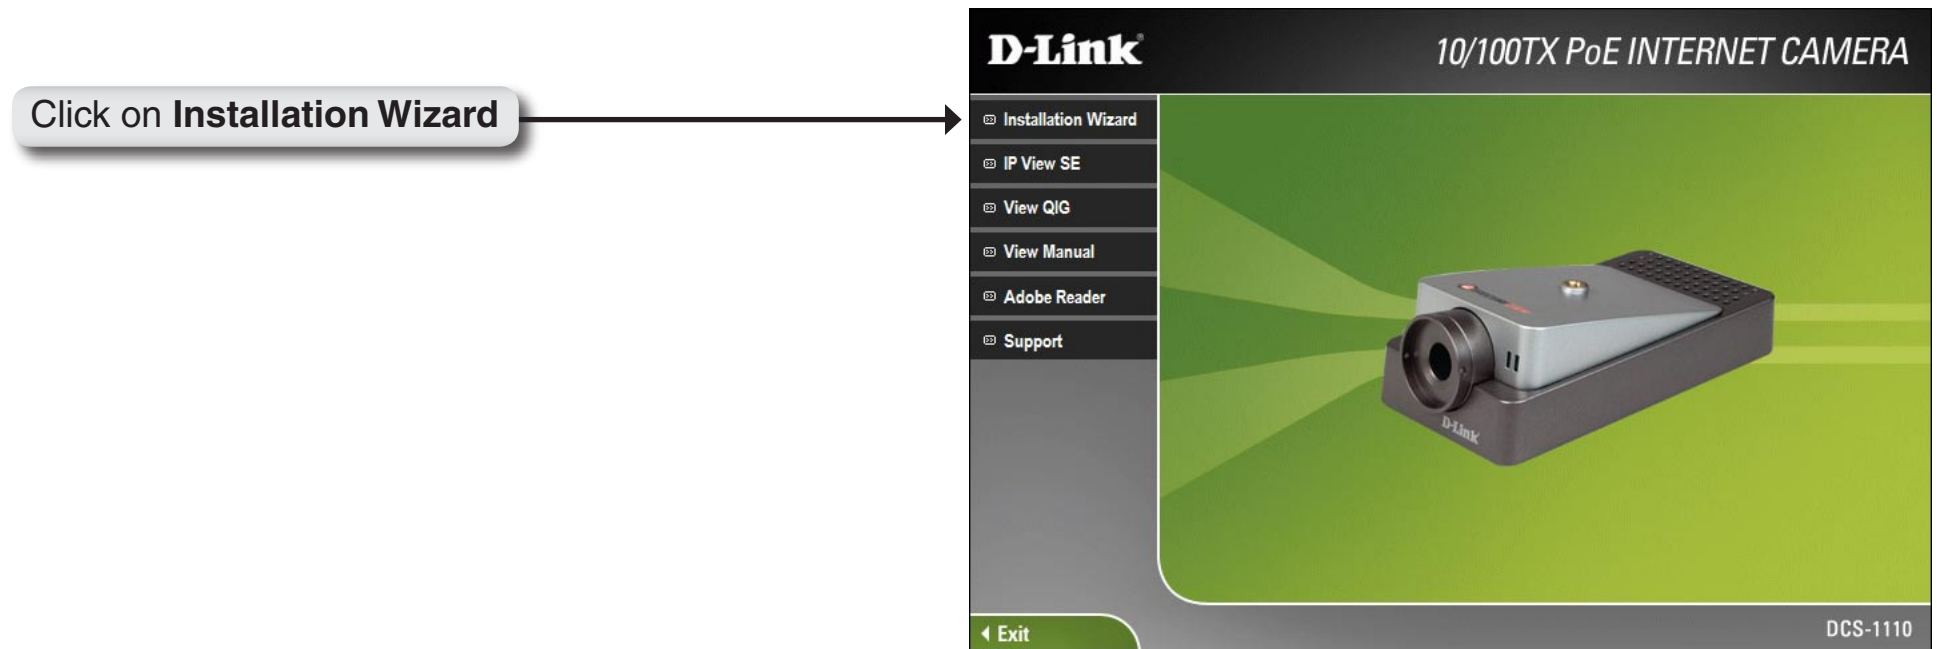 Click on Installation Wizard
D-Link®
10/100TX PoE INTERNET CAMERA
Installation Wizard
IP View SE
View QIG
View Manual
Adobe Reader
Support
D-Link
Exit
DCS-1110